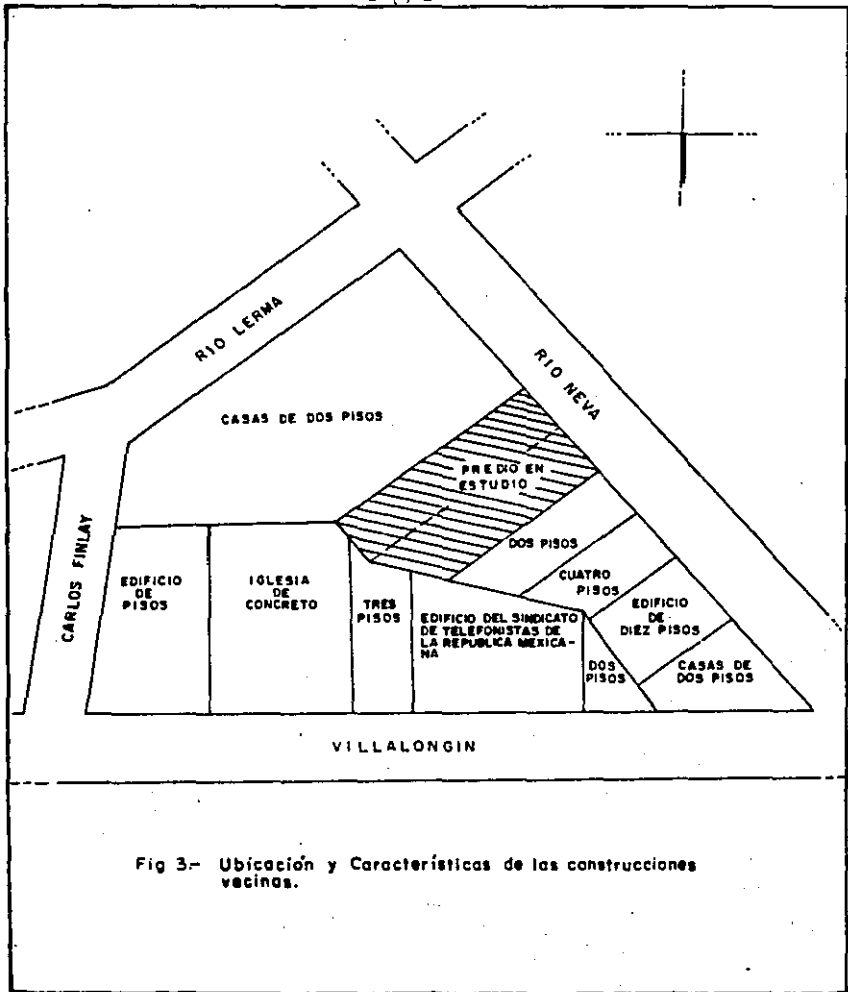 RIO LERMA
RIO NEVA
CASAS DE DOS PISOS
PREDIO EN
ESTUDIO
CARLOS FINLAY
EDIFICIO
DE
PISOS
IGLESIA
DE
CONCRETO
TRES
PISOS
DOS PISOS
CUATRO
PISOS
EDIFICIO DEL SINDICATO
DE TELEFONISTAS DE
LA REPUBLICA MEXICA-
NA
EDIFICIO
DE
DIEZ PISOS
DOS
PISOS
CASAS DE
DOS PISOS
VILLALONGIN
Fig 3.- Ubicación y Características de las construcciones
vecinas.